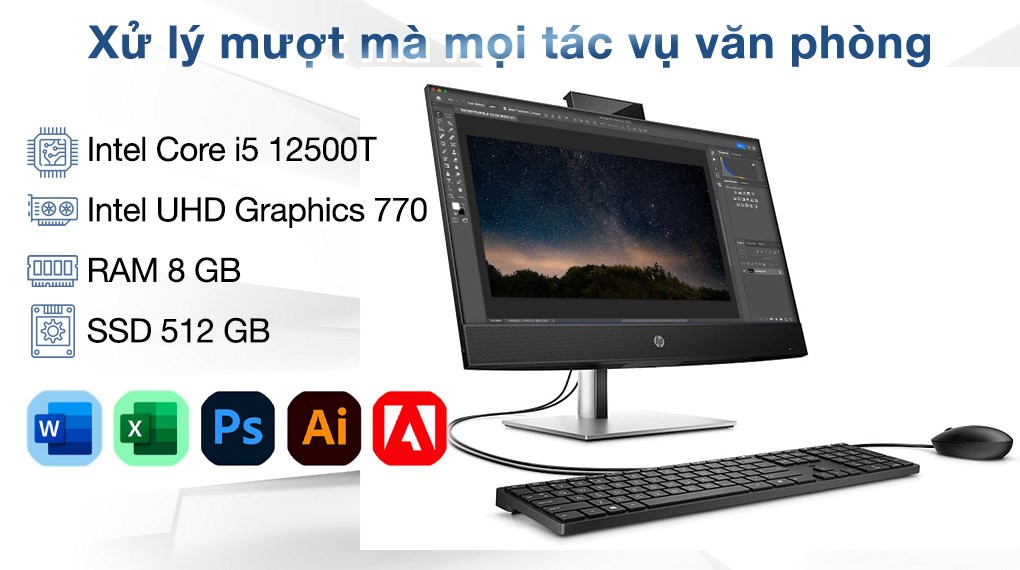 Xử lý mượt mà mọi tác vụ văn phòng
Intel Core i5 12500T
Intel UHD Graphics 770
RAM 8 GB
SSD 512 GB
W
X
Ps
Ai
hp